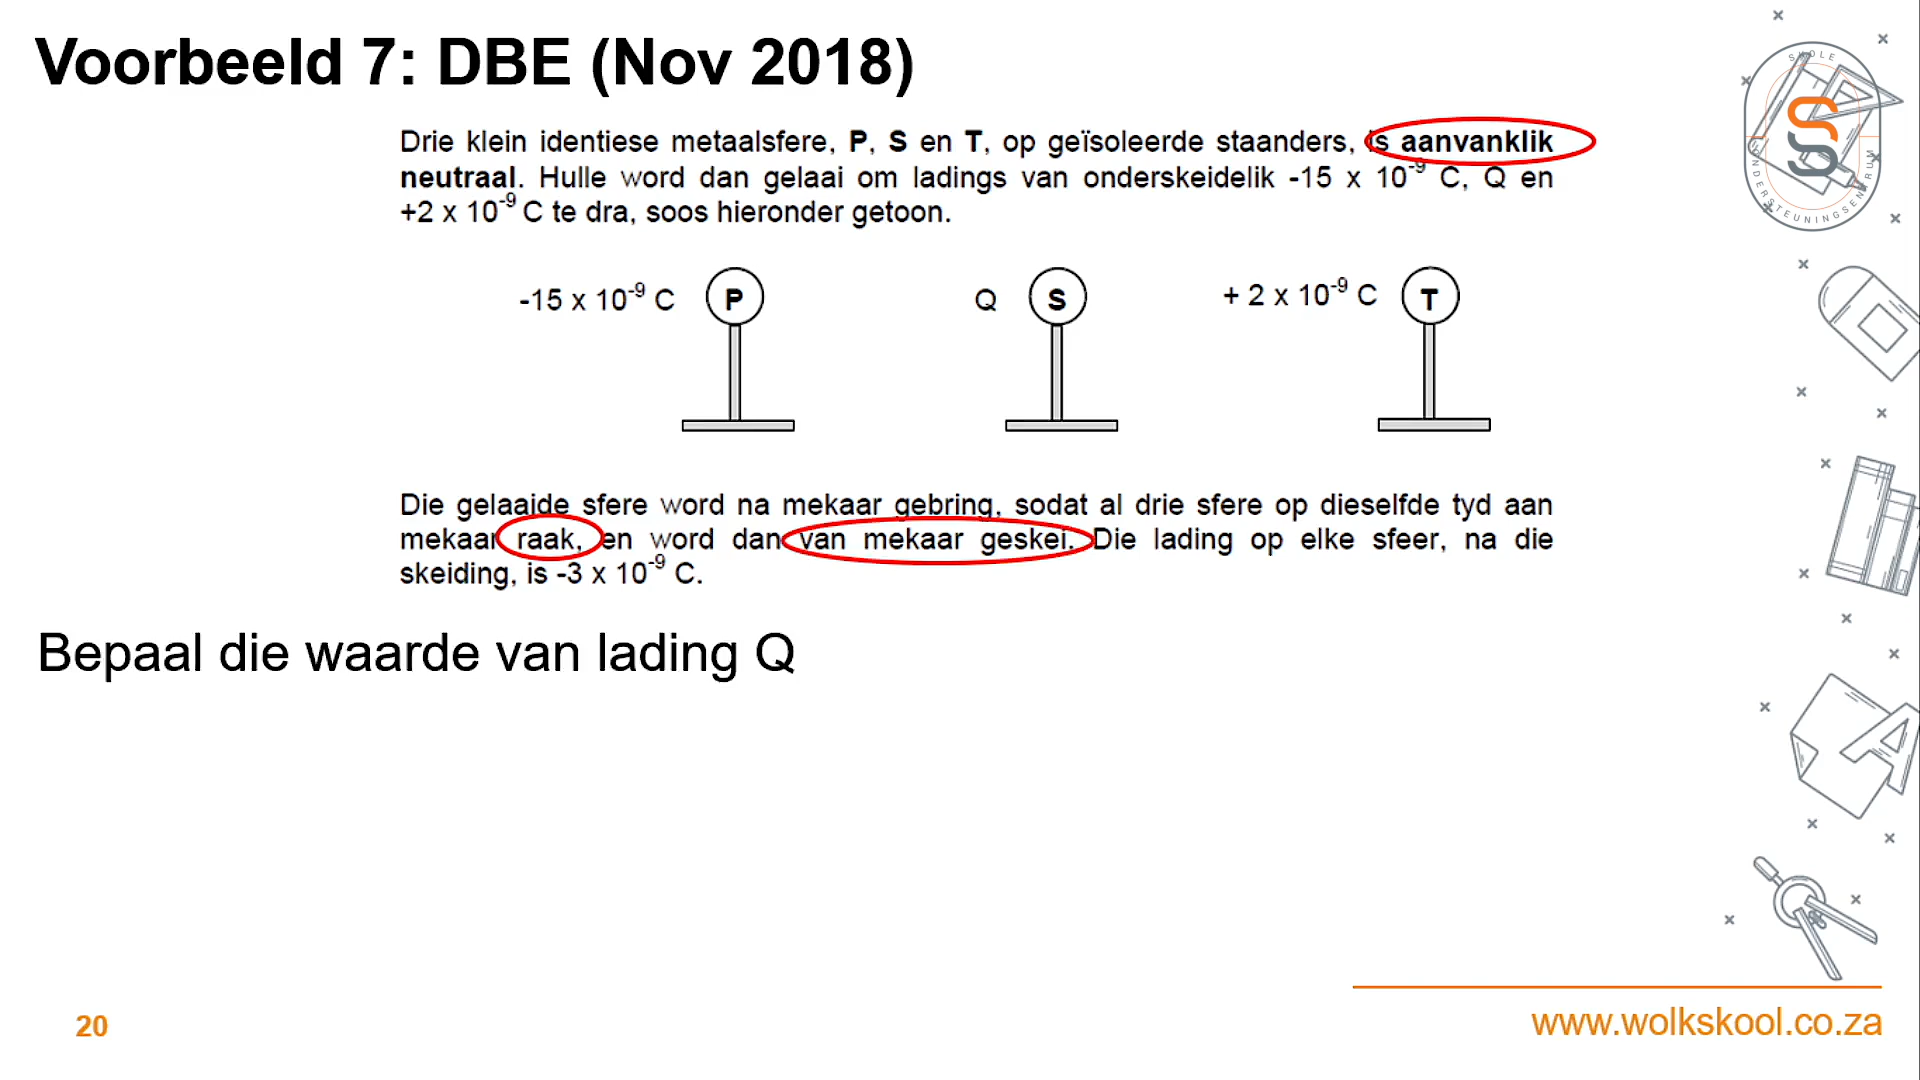 Voorbeeld 7: DBE (Nov 2018)
SKOLE
ONDERSTEUNINGSENTRUM
Drie klein identiese metaalsfere, P, S en T, op geïsoleerde staanders, is aanvanklik
neutraal. Hulle word dan gelaai om ladings van onderskeidelik -15 x 10⁻⁹ C, Q en
+2 x 10⁻⁹ C te dra, soos hieronder getoon.
-15 x 10⁻⁹ C P Q S + 2 x 10⁻⁹ C T
Die gelaaide sfere word na mekaar gebring, sodat al drie sfere op dieselfde tyd aan
mekaar raak, en word dan van mekaar geskei. Die lading op elke sfeer, na die
skeiding, is -3 x 10⁻⁹ C.
Bepaal die waarde van lading Q
20
www.wolkskool.co.za